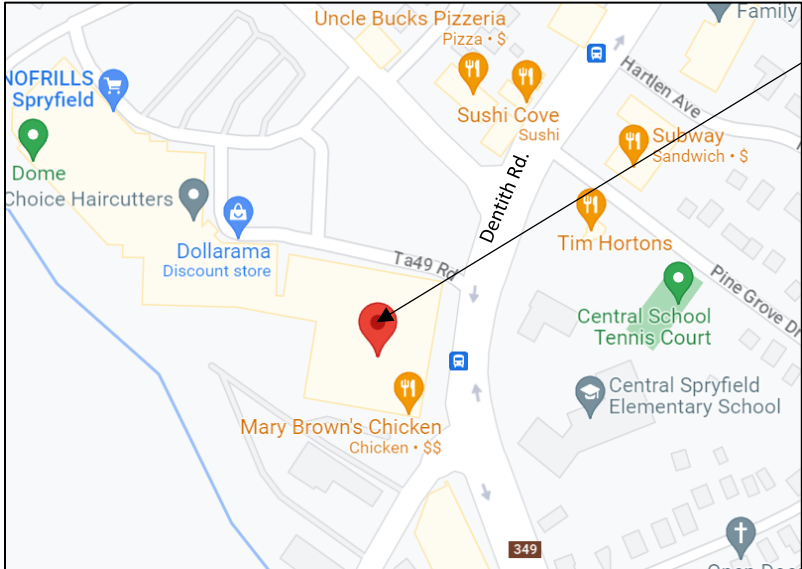 Uncle Bucks Pizzeria
Pizza • $
Family
NOFRILLS
Spryfield
Hartlen Ave
Sushi Cove
Sushi
Subway
Sandwich • $
Dome
Choice Haircutters
Dentith Rd.
Tim Hortons
Dollarama
Discount store
Ta49 Rd
Pine Grove Dr
Central School
Tennis Court
Central Spryfield
Elementary School
Mary Brown's Chicken
Chicken • $$
349